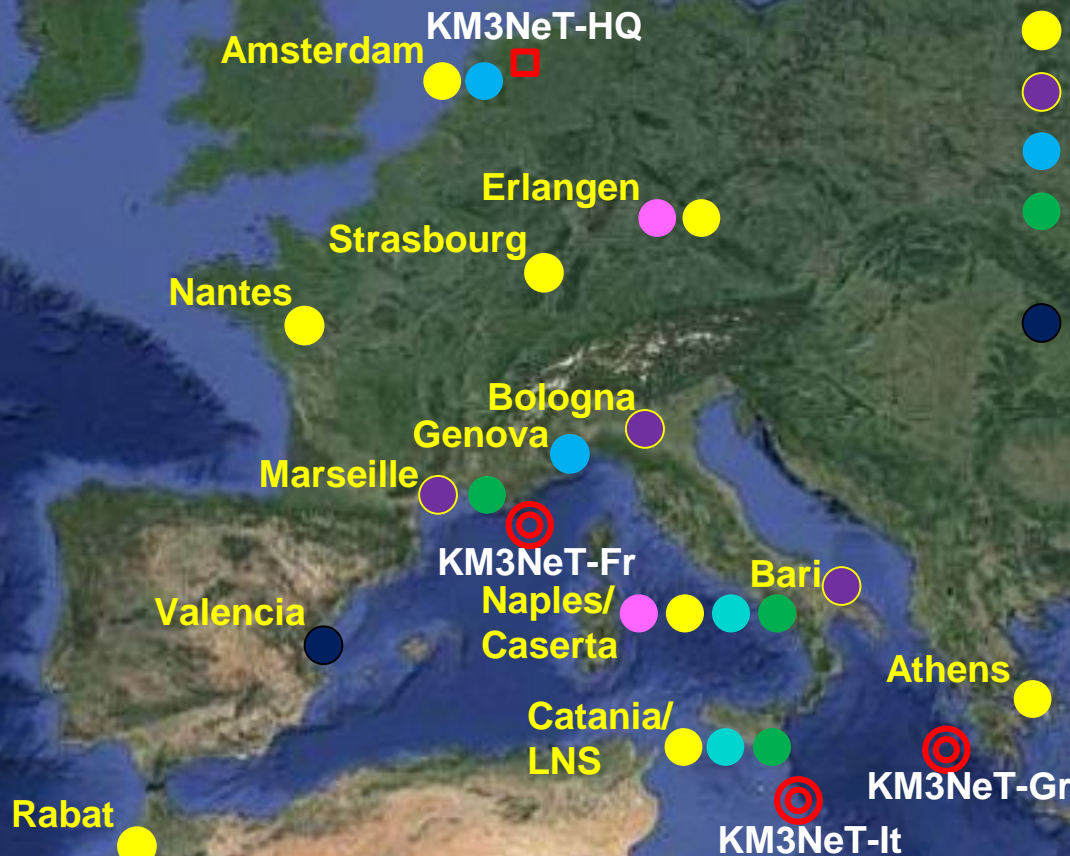 KM3NeT-HQ
Amsterdam
Erlangen
Strasbourg
Nantes
Bologna
Genova
Marseille
KM3NeT-Fr
Bari
Naples/
Caserta
Valencia
Athens
Catania/
LNS
KM3NeT-Gr
Rabat
KM3NeT-It